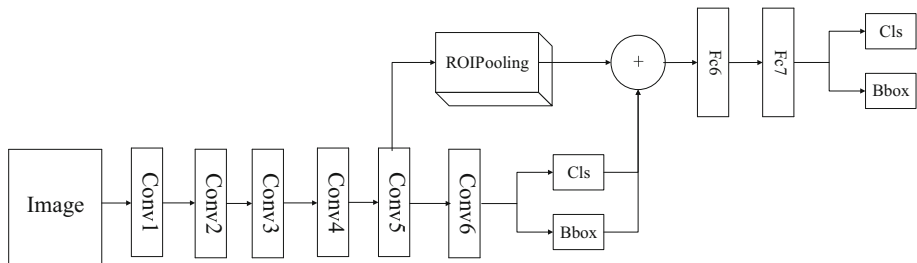 Cls
ROIPooling
+
Fc6
Fc7
Bbox
Image
Conv1
Conv2
Conv3
Conv4
Conv5
Conv6
Cls
Bbox